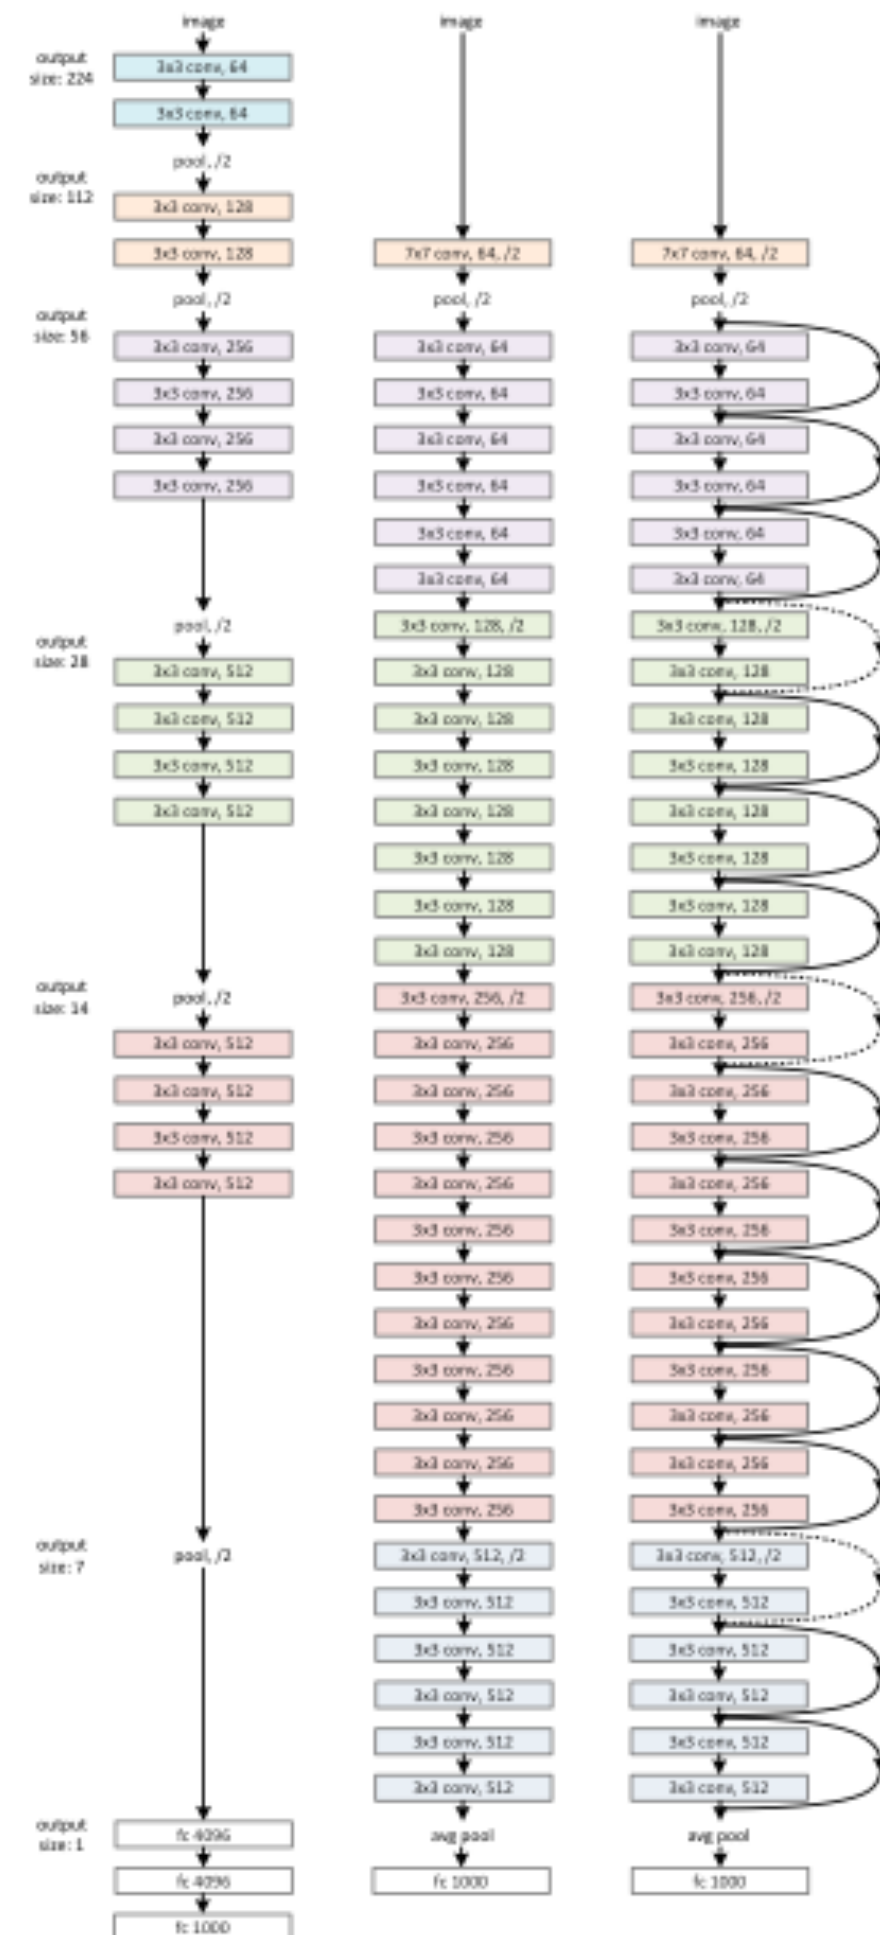 output
size: 224
output
size: 112
output
size: 56
output
size: 28
output
size: 14
output
size: 7
output
size: 1
image
3x3 conv, 64
3x3 conv, 64
pool, /2
3x3 conv, 128
3x3 conv, 128
pool, /2
3x3 conv, 256
3x3 conv, 256
3x3 conv, 256
3x3 conv, 256
pool, /2
3x3 conv, 512
3x3 conv, 512
3x3 conv, 512
3x3 conv, 512
pool, /2
3x3 conv, 512
3x3 conv, 512
3x3 conv, 512
3x3 conv, 512
pool, /2
fc 4096
fc 4096
fc 1000
image
7x7 conv, 64, /2
pool, /2
3x3 conv, 64
3x3 conv, 64
3x3 conv, 64
3x3 conv, 64
3x3 conv, 64
3x3 conv, 64
3x3 conv, 128, /2
3x3 conv, 128
3x3 conv, 128
3x3 conv, 128
3x3 conv, 128
3x3 conv, 128
3x3 conv, 128
3x3 conv, 128
3x3 conv, 256, /2
3x3 conv, 256
3x3 conv, 256
3x3 conv, 256
3x3 conv, 256
3x3 conv, 256
3x3 conv, 256
3x3 conv, 256
3x3 conv, 256
3x3 conv, 256
3x3 conv, 256
3x3 conv, 256
3x3 conv, 512, /2
3x3 conv, 512
3x3 conv, 512
3x3 conv, 512
3x3 conv, 512
3x3 conv, 512
avg pool
fc 1000
image
7x7 conv, 64, /2
pool, /2
3x3 conv, 64
3x3 conv, 64
3x3 conv, 64
3x3 conv, 64
3x3 conv, 64
3x3 conv, 64
3x3 conv, 128, /2
3x3 conv, 128
3x3 conv, 128
3x3 conv, 128
3x3 conv, 128
3x3 conv, 128
3x3 conv, 128
3x3 conv, 128
3x3 conv, 256, /2
3x3 conv, 256
3x3 conv, 256
3x3 conv, 256
3x3 conv, 256
3x3 conv, 256
3x3 conv, 256
3x3 conv, 256
3x3 conv, 256
3x3 conv, 256
3x3 conv, 256
3x3 conv, 256
3x3 conv, 512, /2
3x3 conv, 512
3x3 conv, 512
3x3 conv, 512
3x3 conv, 512
3x3 conv, 512
avg pool
fc 1000